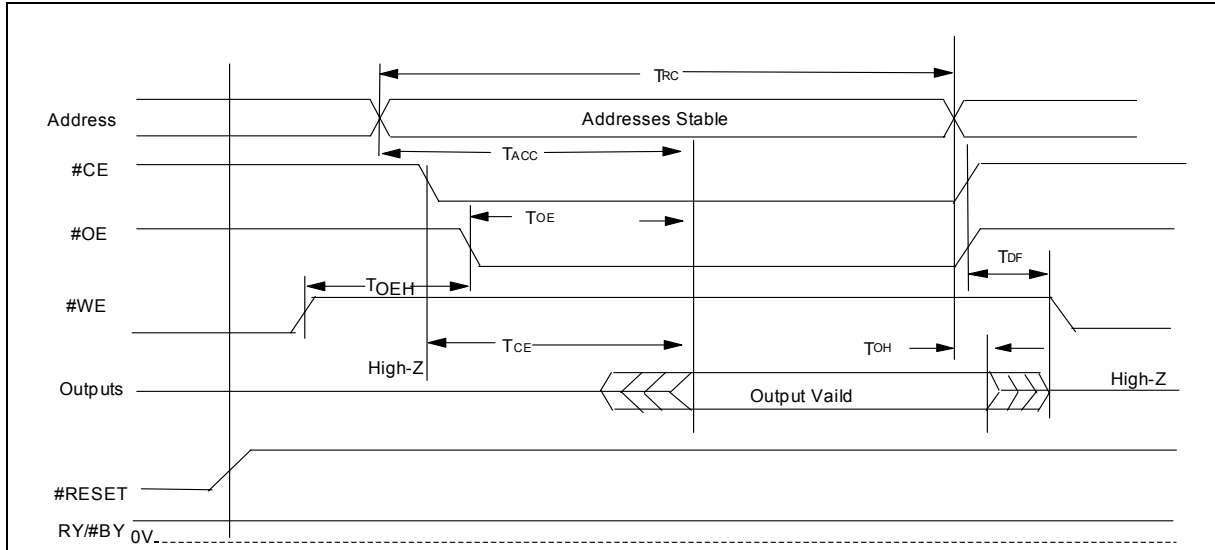 TRC
Address
Addresses Stable
TACC
#CE
TOE
#OE
TDF
TOEH
#WE
TCE
TOH
High-Z
High-Z
Outputs
Output Vaild
#RESET
RY/#BY
0V